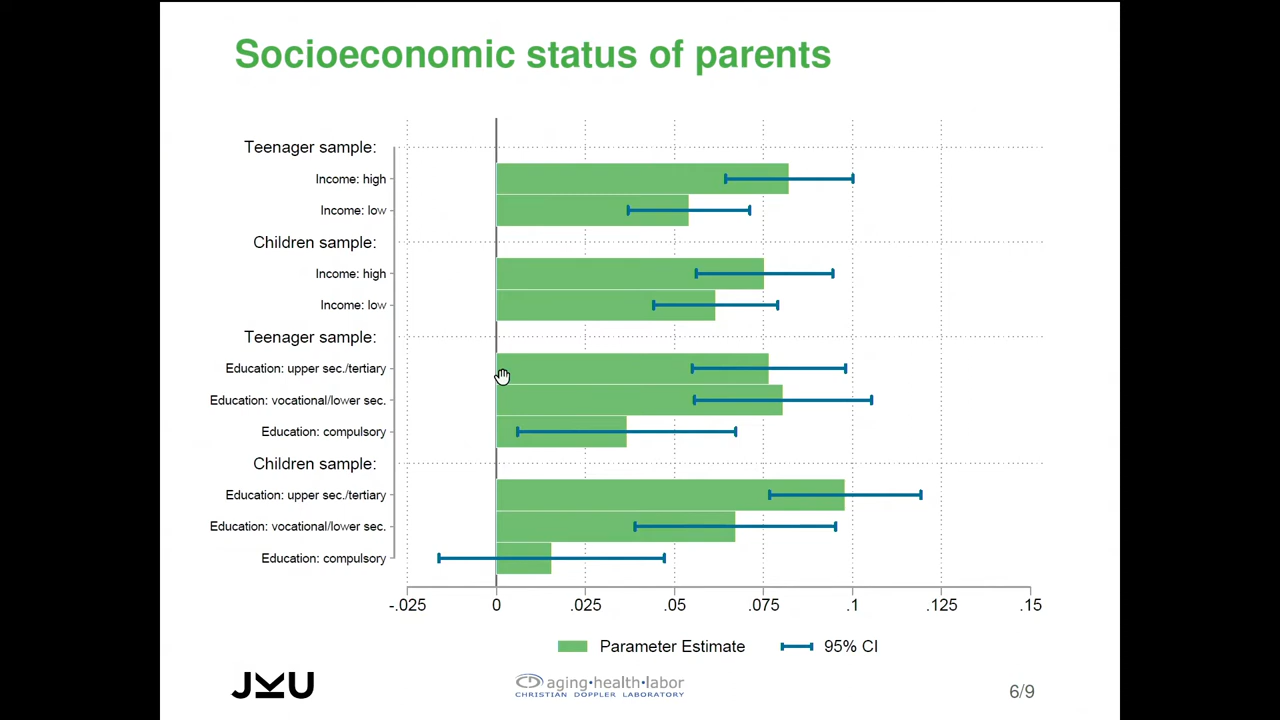 Socioeconomic status of parents
Teenager sample:
Income: high
Income: low
Children sample:
Income: high
Income: low
Teenager sample:
Education: upper sec./tertiary
Education: vocational/lower sec.
Education: compulsory
Children sample:
Education: upper sec./tertiary
Education: vocational/lower sec.
Education: compulsory
-.025 0 .025 .05 .075 .1 .125 .15
Parameter Estimate 95% CI
JKU
aging·health·labor
CHRISTIAN DOPPLER LABORATORY
6/9